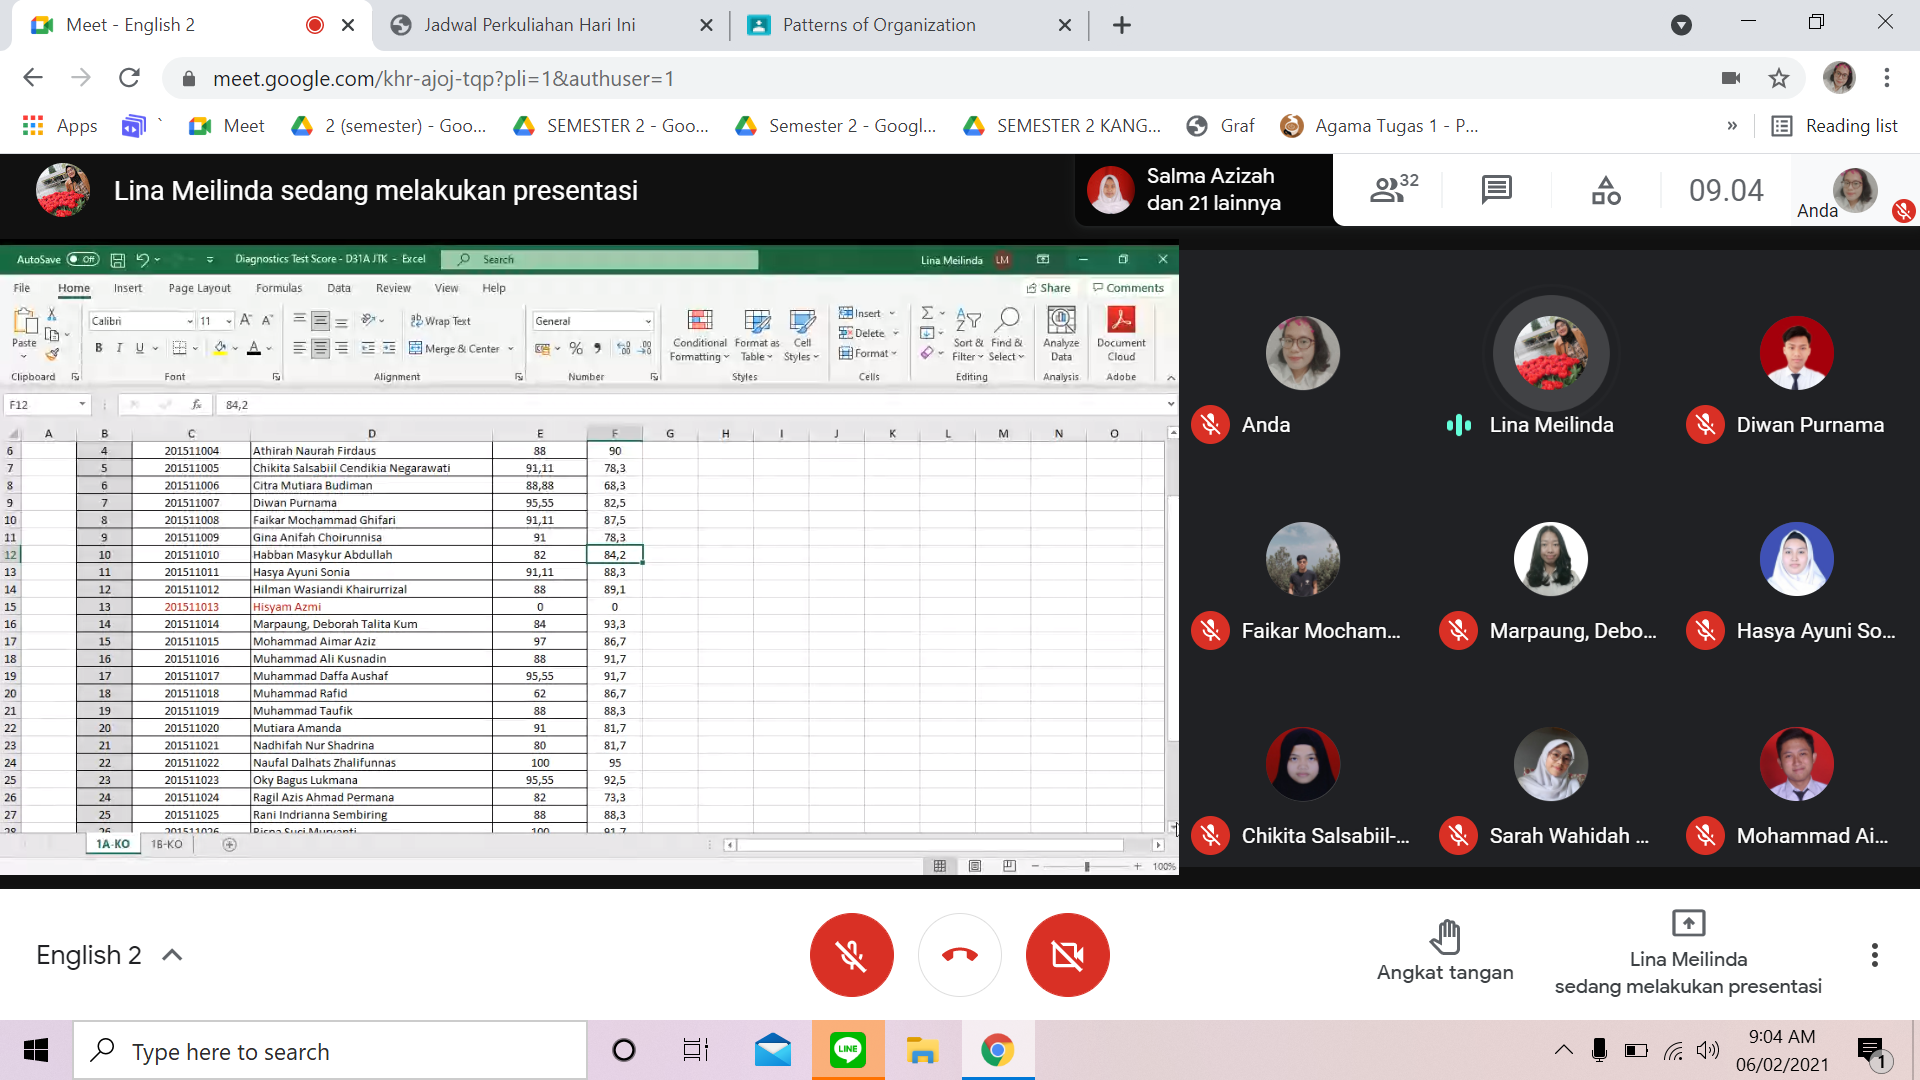 Meet - English 2
Jadwal Perkuliahan Hari Ini
Patterns of Organization
meet.google.com/khr-ajoj-tqp?pli=1&authuser=1
Apps ` Meet 2 (semester) - Goo... SEMESTER 2 - Goo... Semester 2 - Googl... SEMESTER 2 KANG... Graf Agama Tugas 1 - P... » Reading list
Lina Meilinda sedang melakukan presentasi
Salma Azizah
dan 21 lainnya
32
09.04
Anda
AutoSave Off Diagnostics Test Score - D31A JTK - Excel Search Lina Meilinda LM
File Home Insert Page Layout Formulas Data Review View Help Share Comments
Paste
Calibri 11
B I U
Wrap Text
Merge & Center
General
Conditional Formatting
Format as Table
Cell Styles
Insert
Delete
Format
Sort & Filter
Find & Select
Analyze Data
Document Cloud
Clipboard Font Alignment Number Styles Cells Editing Analysis Adobe
F12 fx 84,2
A B C D E F G H I J K L M N O
6 4 201511004 Athirah Naurah Firdaus 88 90
7 5 201511005 Chikita Salsabiil Cendikia Negarawati 91,11 78,3
8 6 201511006 Citra Mutiara Budiman 88,88 68,3
9 7 201511007 Diwan Purnama 95,55 82,5
10 8 201511008 Faikar Mochammad Ghifari 91,11 87,5
11 9 201511009 Gina Anifah Choirunnisa 91 78,3
12 10 201511010 Habban Masykur Abdullah 82 84,2
13 11 201511011 Hasya Ayuni Sonia 91,11 88,3
14 12 201511012 Hilman Wasiandi Khairurrizal 88 89,1
15 13 201511013 Hisyam Azmi 0 0
16 14 201511014 Marpaung, Deborah Talita Kum 84 93,3
17 15 201511015 Mohammad Aimar Aziz 97 86,7
18 16 201511016 Muhammad Ali Kusnadin 88 91,7
19 17 201511017 Muhammad Daffa Aushaf 95,55 91,7
20 18 201511018 Muhammad Rafid 62 86,7
21 19 201511019 Muhammad Taufik 88 88,3
22 20 201511020 Mutiara Amanda 91 81,7
23 21 201511021 Nadhifah Nur Shadrina 80 81,7
24 22 201511022 Naufal Dalhats Zhalifunnas 100 95
25 23 201511023 Oky Bagus Lukmana 95,55 92,5
26 24 201511024 Ragil Azis Ahmad Permana 82 73,3
27 25 201511025 Rani Indrianna Sembiring 88 88,3
28 26 201511026 100 91,7
1A-KO 1B-KO
100%
Anda
Lina Meilinda
Diwan Purnama
Faikar Mocham...
Marpaung, Debo...
Hasya Ayuni So...
Chikita Salsabiil-...
Sarah Wahidah ...
Mohammad Ai...
English 2
Angkat tangan
Lina Meilinda
sedang melakukan presentasi
Type here to search
LINE
9:04 AM
06/02/2021
1